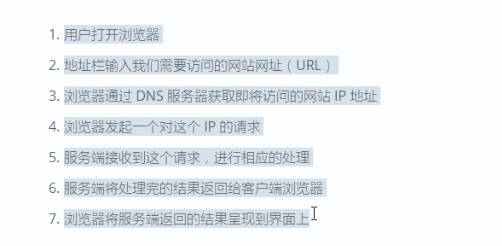 1. 用户打开浏览器
2. 地址栏输入我们需要访问的网站网址（URL）
3. 浏览器通过 DNS 服务器获取即将访问的网站 IP 地址
4. 浏览器发起一个对这个 IP 的请求
5. 服务端接收到这个请求，进行相应的处理
6. 服务端将处理完的结果返回给客户端浏览器
7. 浏览器将服务端返回的结果呈现到界面上